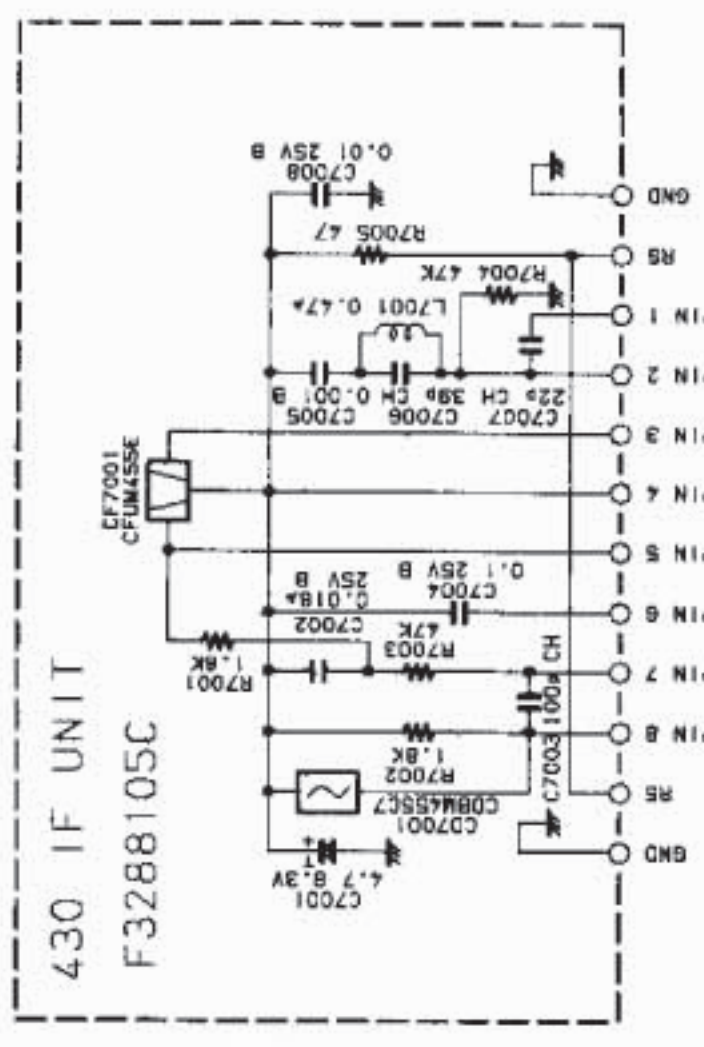 430 IF UNIT
F3288105C
GND
R5
PIN 8
PIN 7
PIN 6
PIN 5
PIN 4
PIN 3
PIN 2
PIN 1
R5
GND
C7001
4.7 6.3V
CD7001
CDBM455C7
R7002
1.8K
C7003 100p CH
R7001
1.8K
R7003
47K
C7002
0.018μ
25V B
C7004
0.1 25V B
CF7001
CFUM455E
C7007
22p CH
C7006
39p CH
C7005
0.001 B
L7001 0.47μ
R7004
47K
R7005 47
C7008
0.01 25V B